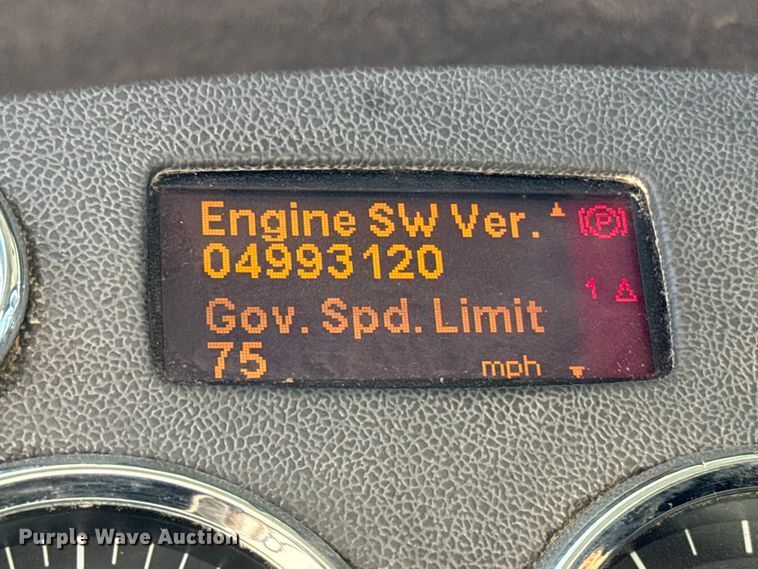 Engine SW Ver.
04993120
(P)
1
Gov. Spd. Limit
75 mph
Purple Wave Auction